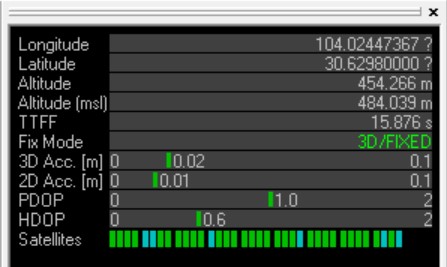 Longitude 104.02447367 ?
Latitude 30.62980000 ?
Altitude 454.266 m
Altitude (msl) 484.039 m
TTFF 15.876 s
Fix Mode 3D/FIXED
3D Acc. [m] 0 0.02 0.1
2D Acc. [m] 0 0.01 0.1
PDOP 0 1.0 2
HDOP 0 0.6 2
Satellites